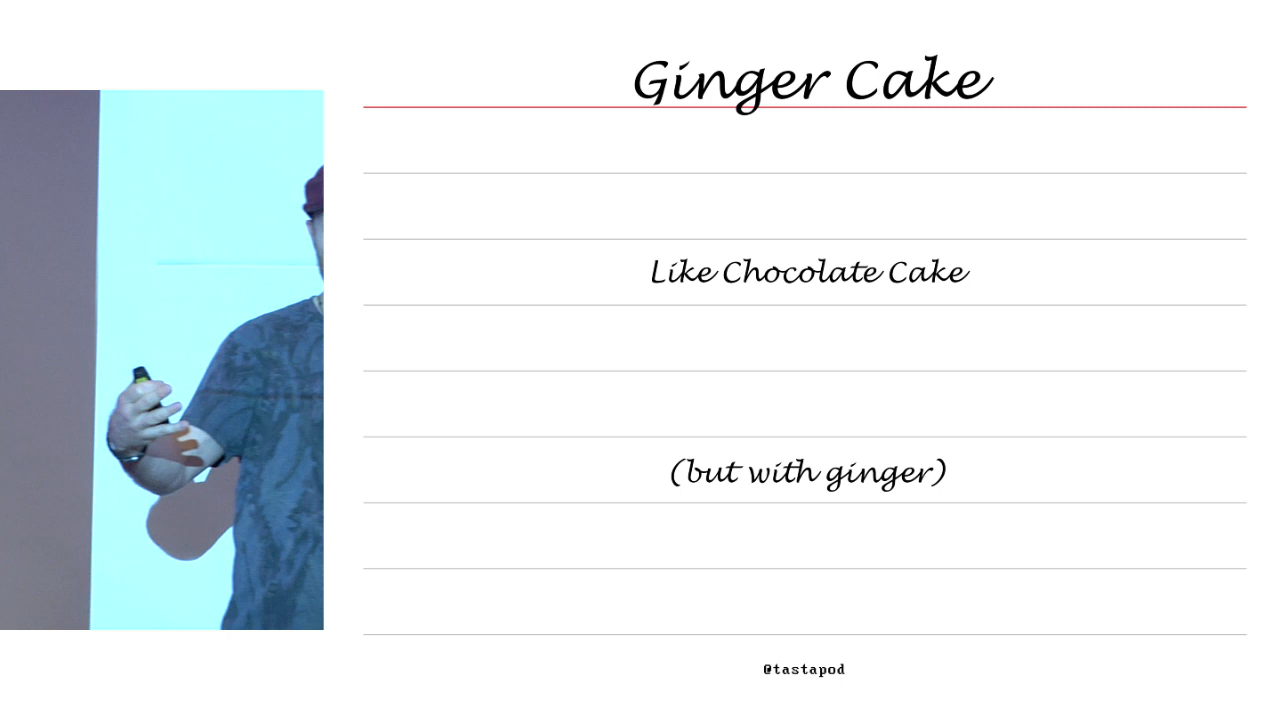 Ginger Cake
Like Chocolate Cake
(but with ginger)
@tastapod